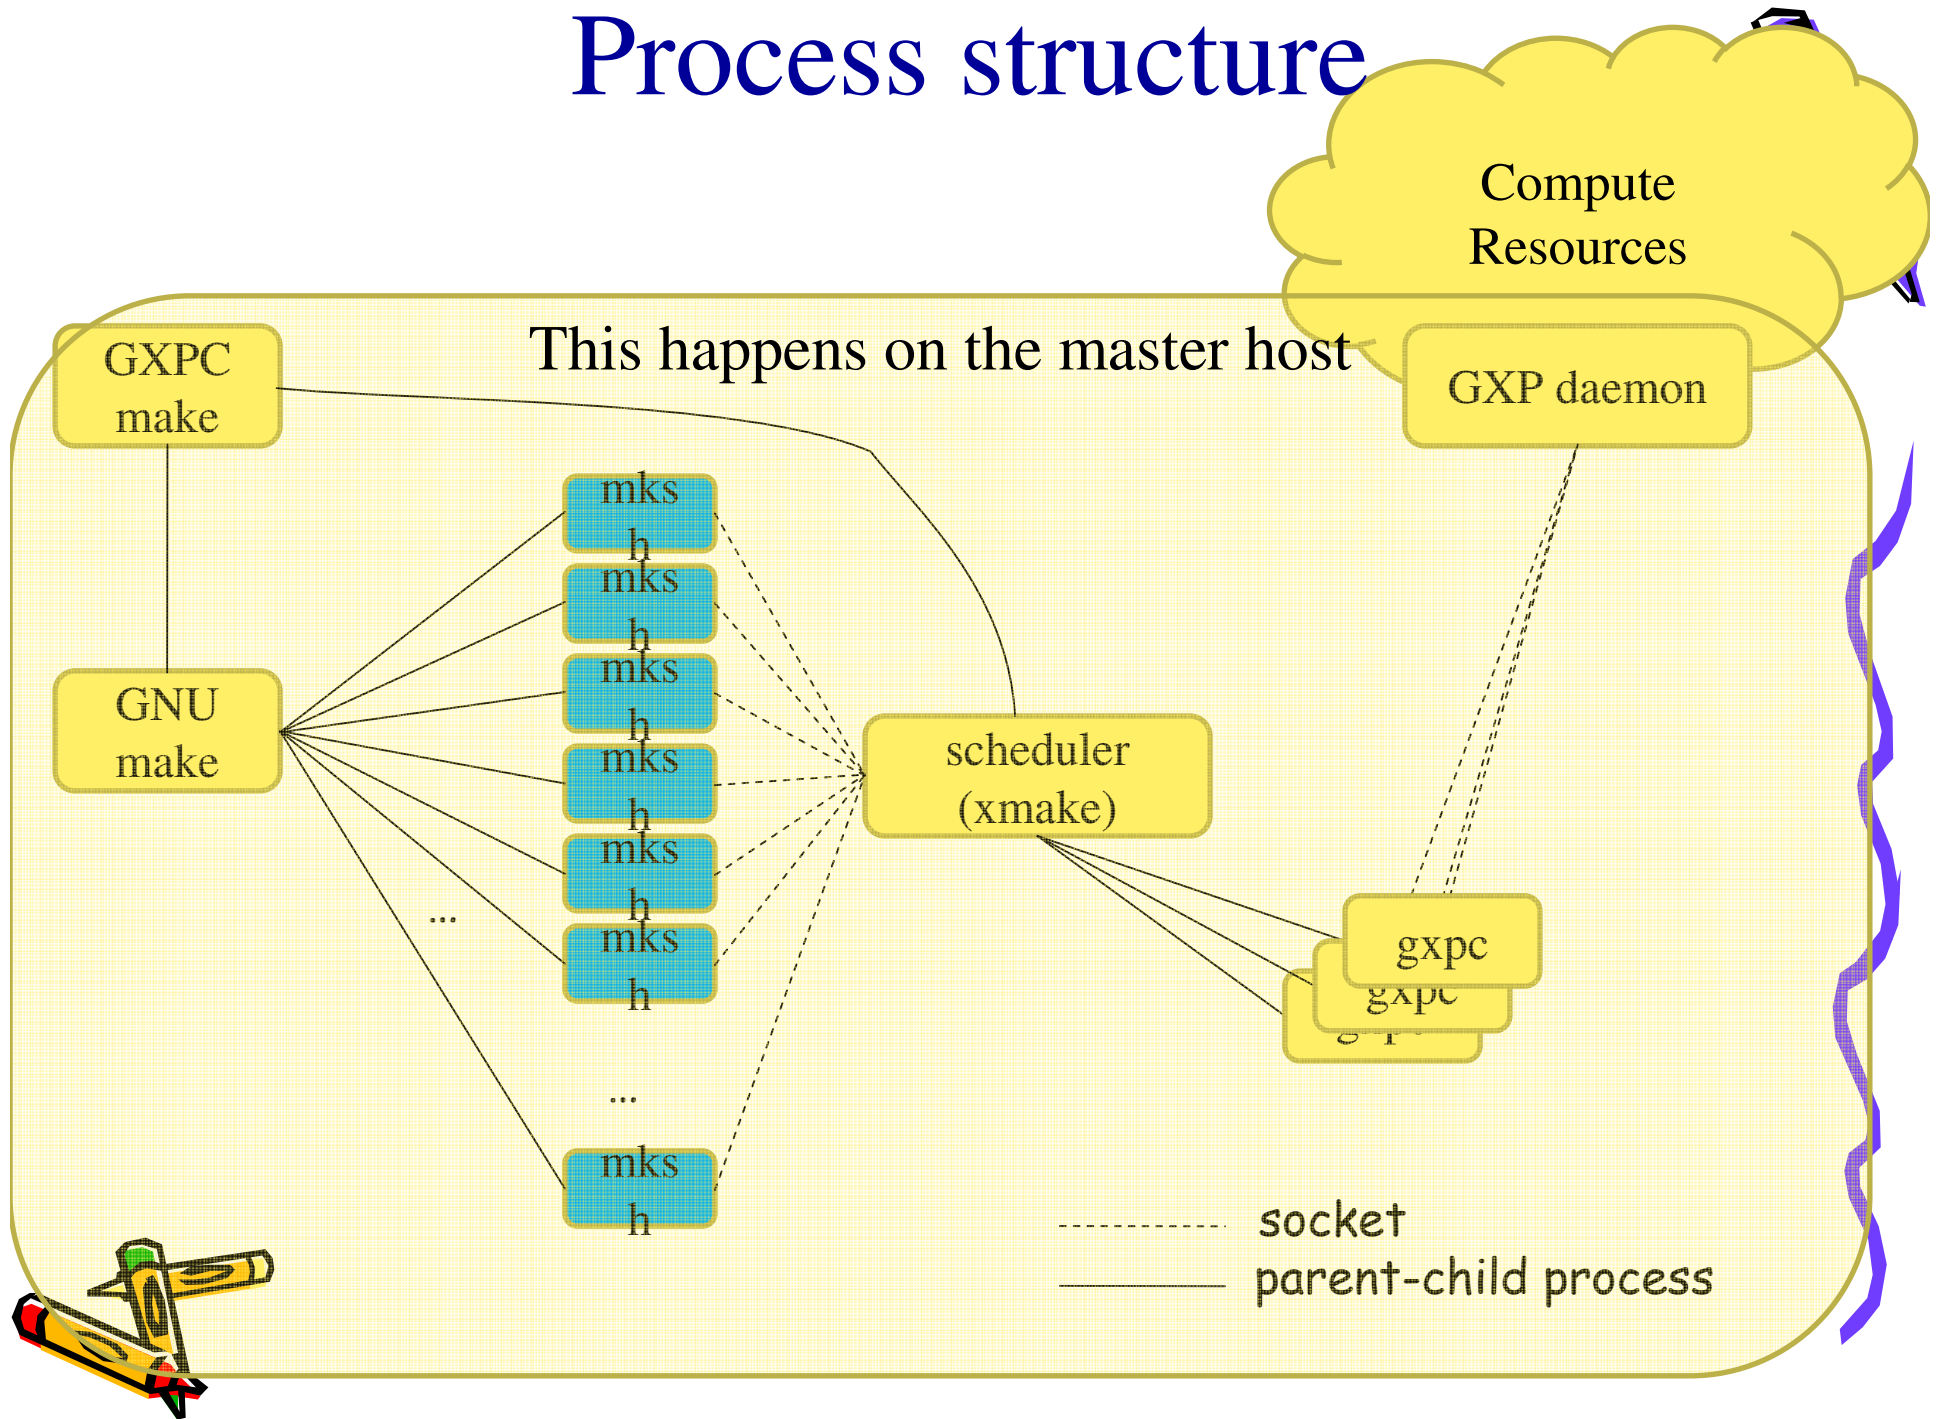 Process structure
Compute
Resources
This happens on the master host
GXPC
make
GXP daemon
mks
h
mks
h
mks
h
mks
h
mks
h
mks
h
GNU
make
scheduler
(xmake)
...
gxpc
gxpc
...
mks
h
socket
parent-child process